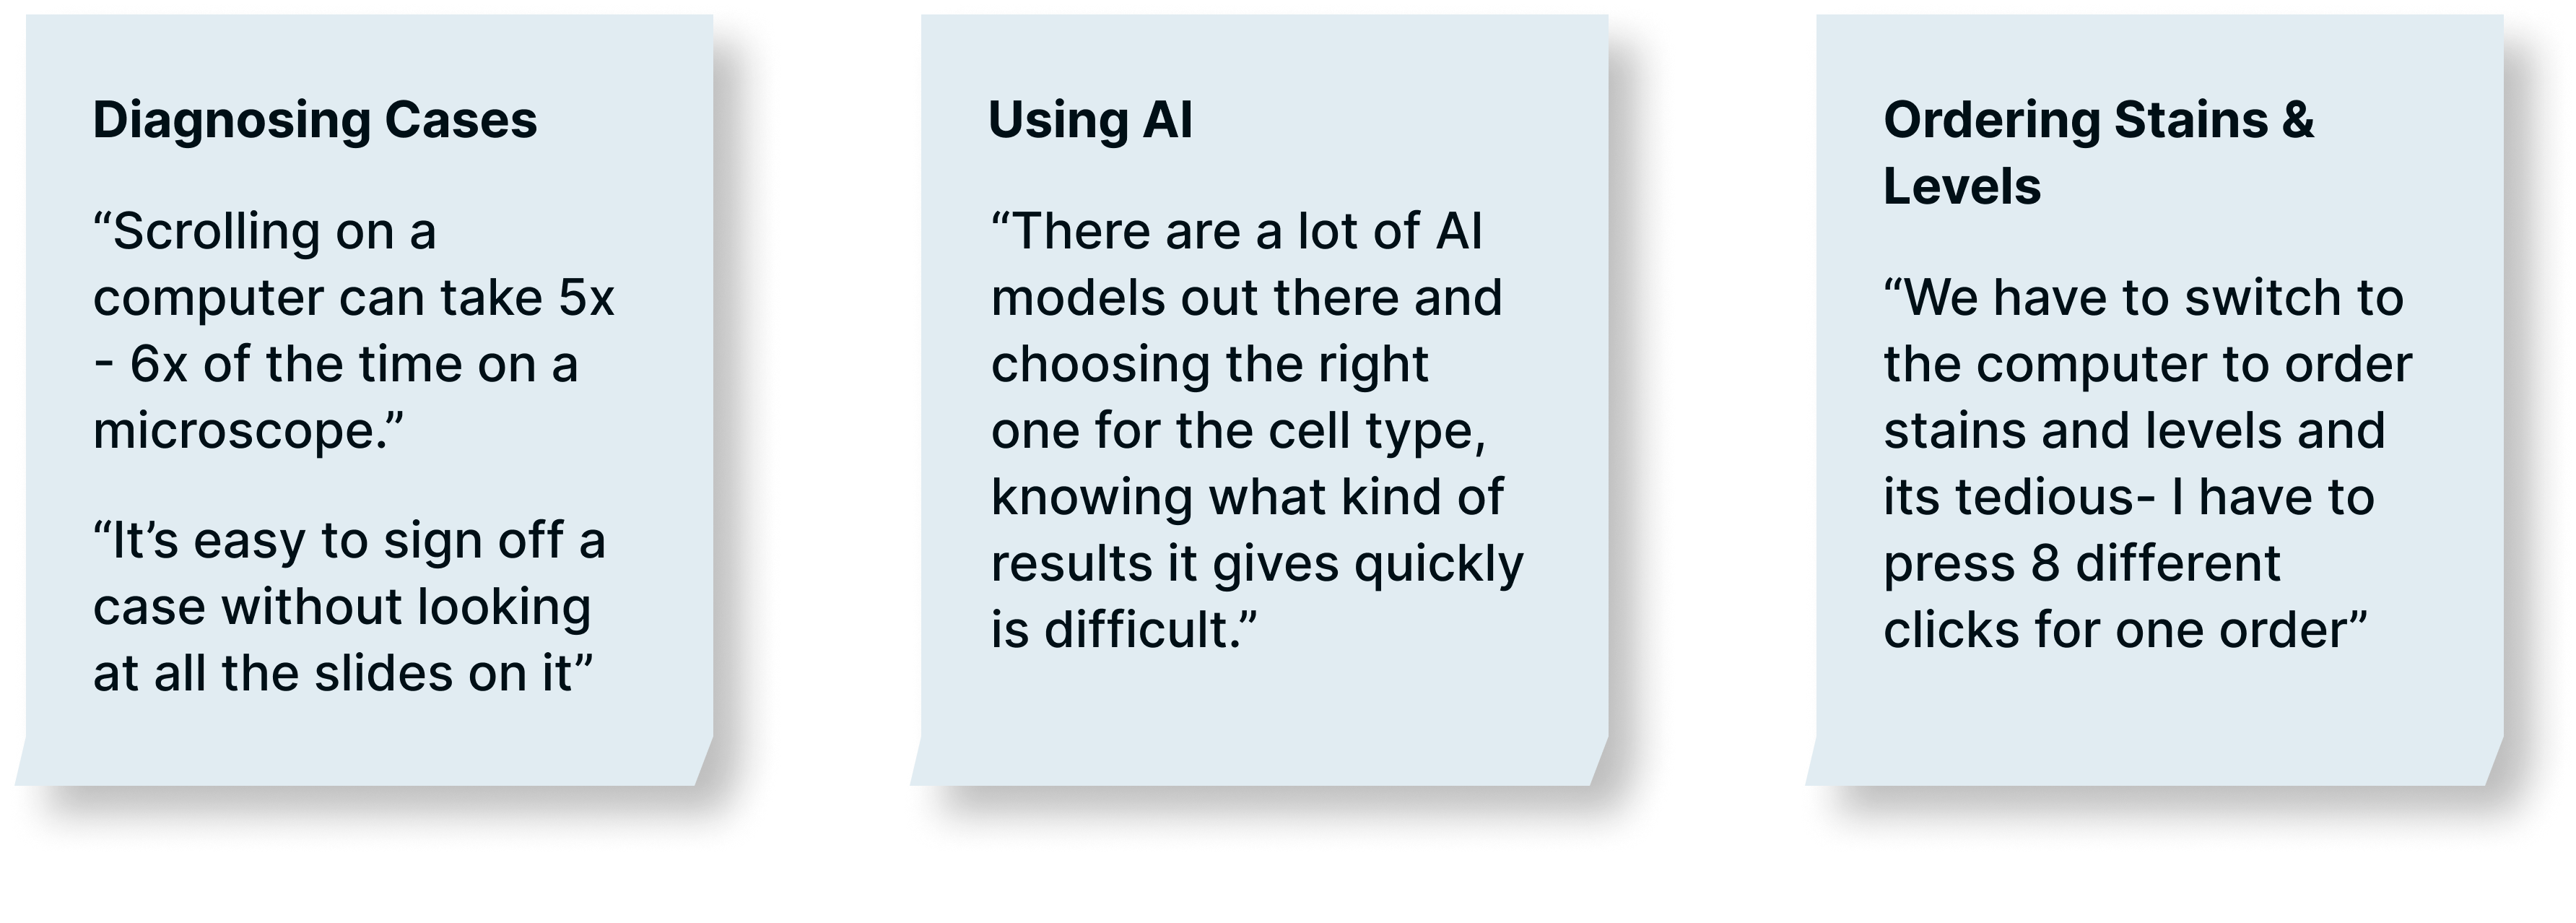 Diagnosing Cases
“Scrolling on a
computer can take 5x
- 6x of the time on a
microscope.”
“It’s easy to sign off a
case without looking
at all the slides on it”
Using AI
“There are a lot of AI
models out there and
choosing the right
one for the cell type,
knowing what kind of
results it gives quickly
is difficult.”
Ordering Stains &
Levels
“We have to switch to
the computer to order
stains and levels and
its tedious- I have to
press 8 different
clicks for one order”